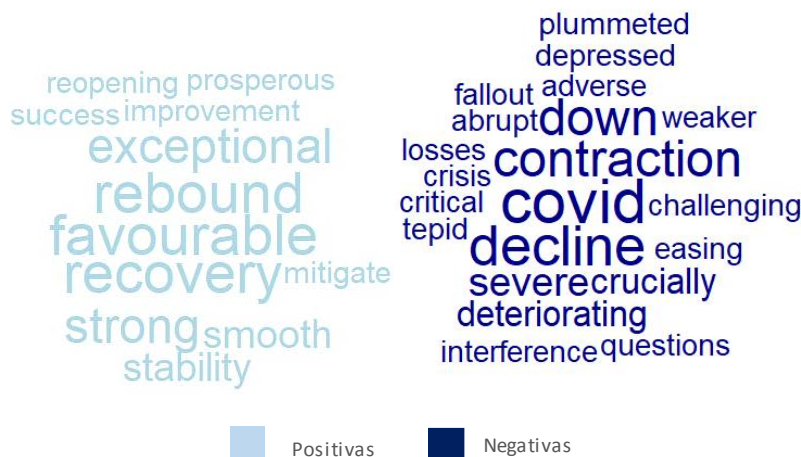 reopening prosperous
success improvement
exceptional
rebound
favourable
recovery mitigate
strong smooth
stability
plummeted
depressed
fallout adverse
abrupt down weaker
losses contraction
crisis
critical covid challenging
tepid
decline easing
severe crucially
deteriorating
interference questions
Positivas Negativas